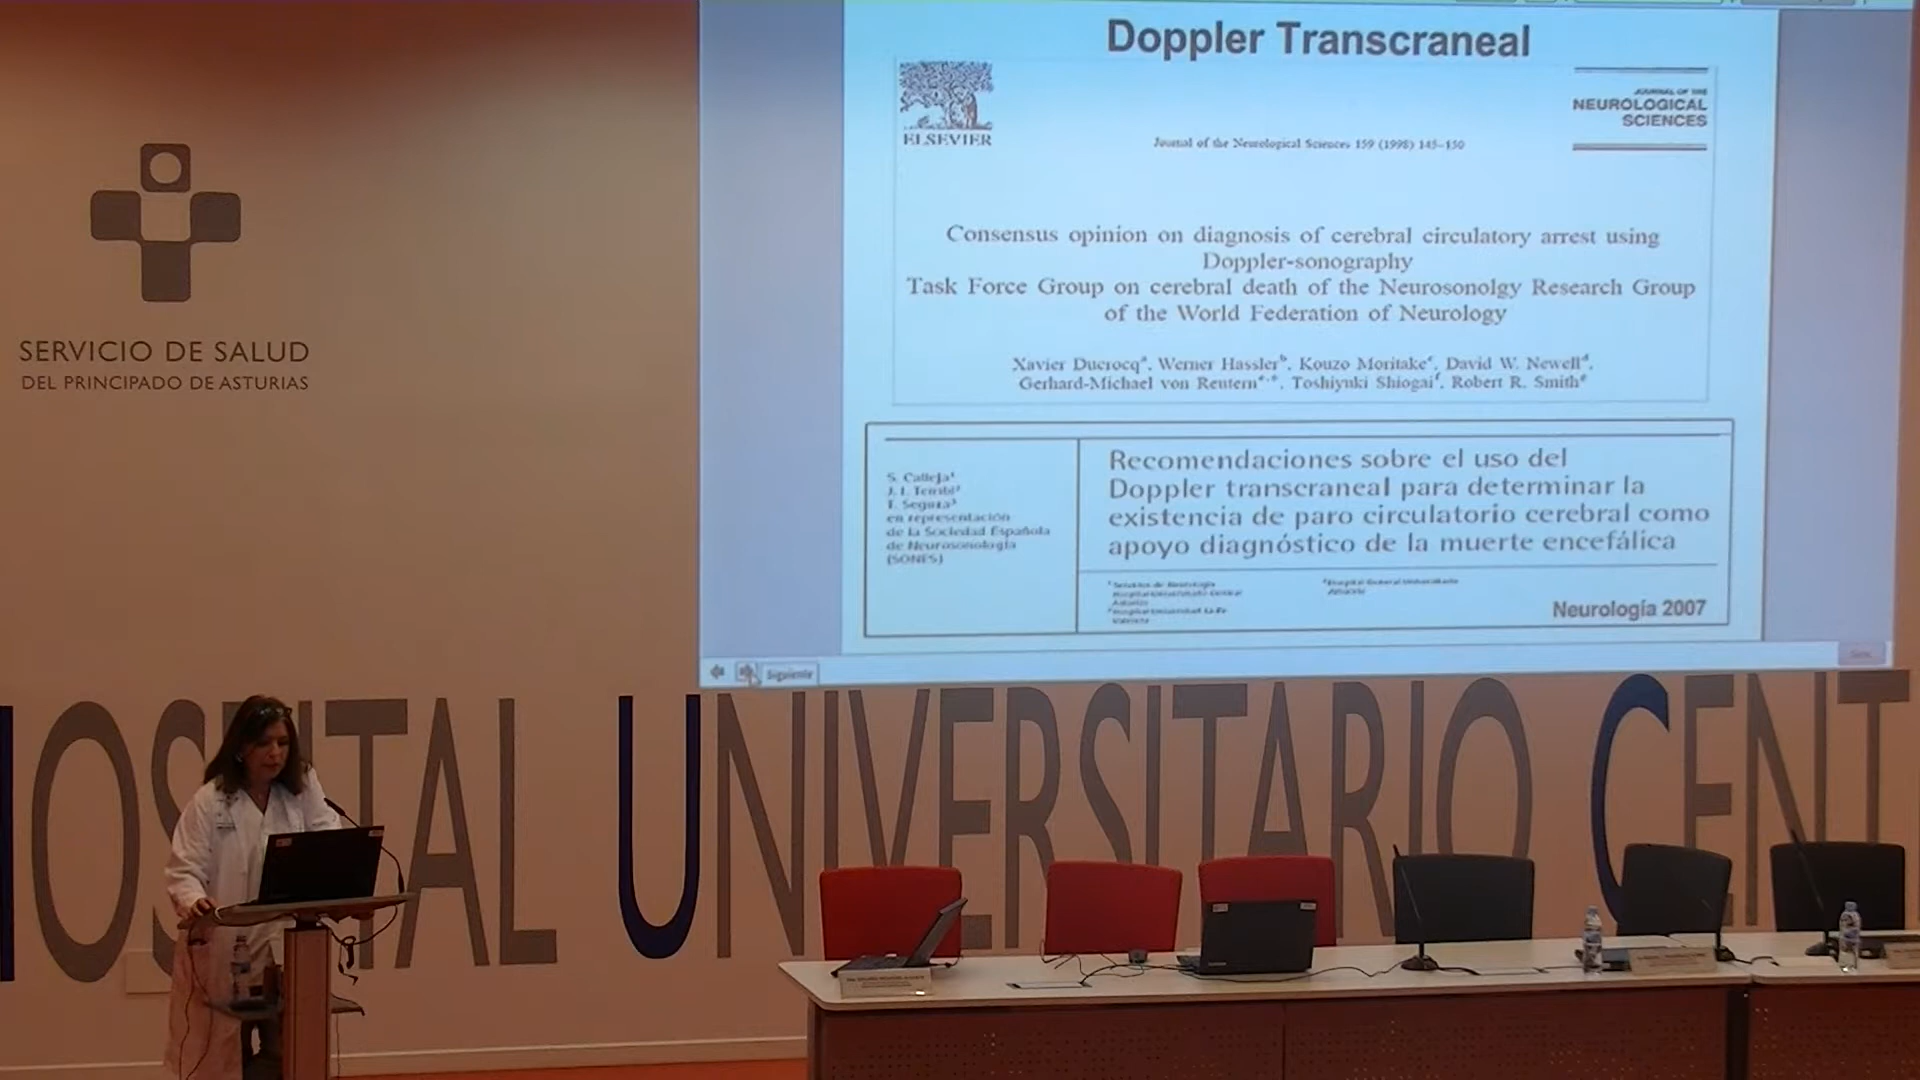 Doppler Transcraneal
ELSEVIER
JOURNAL OF THE
NEUROLOGICAL
SCIENCES
Journal of the Neurological Sciences 159 (1998) 145–150
Consensus opinion on diagnosis of cerebral circulatory arrest using
Doppler-sonography
Task Force Group on cerebral death of the Neurosonolgy Research Group
of the World Federation of Neurology
Xavier Ducrocq, Werner Hassler, Kouzo Moritake, David W. Newell,
Gerhard-Michael von Reutern, Toshiyuki Shiogai, Robert R. Smith
S. Calleja
T. Segura
en representación
de la Sociedad Española
de Neurosonología
(SONES)
Recomendaciones sobre el uso del
Doppler transcraneal para determinar la
existencia de paro circulatorio cerebral como
apoyo diagnóstico de la muerte encefálica
Neurología 2007
Siguiente
SERVICIO DE SALUD
DEL PRINCIPADO DE ASTURIAS
HOSPITAL UNIVERSITARIO CENT